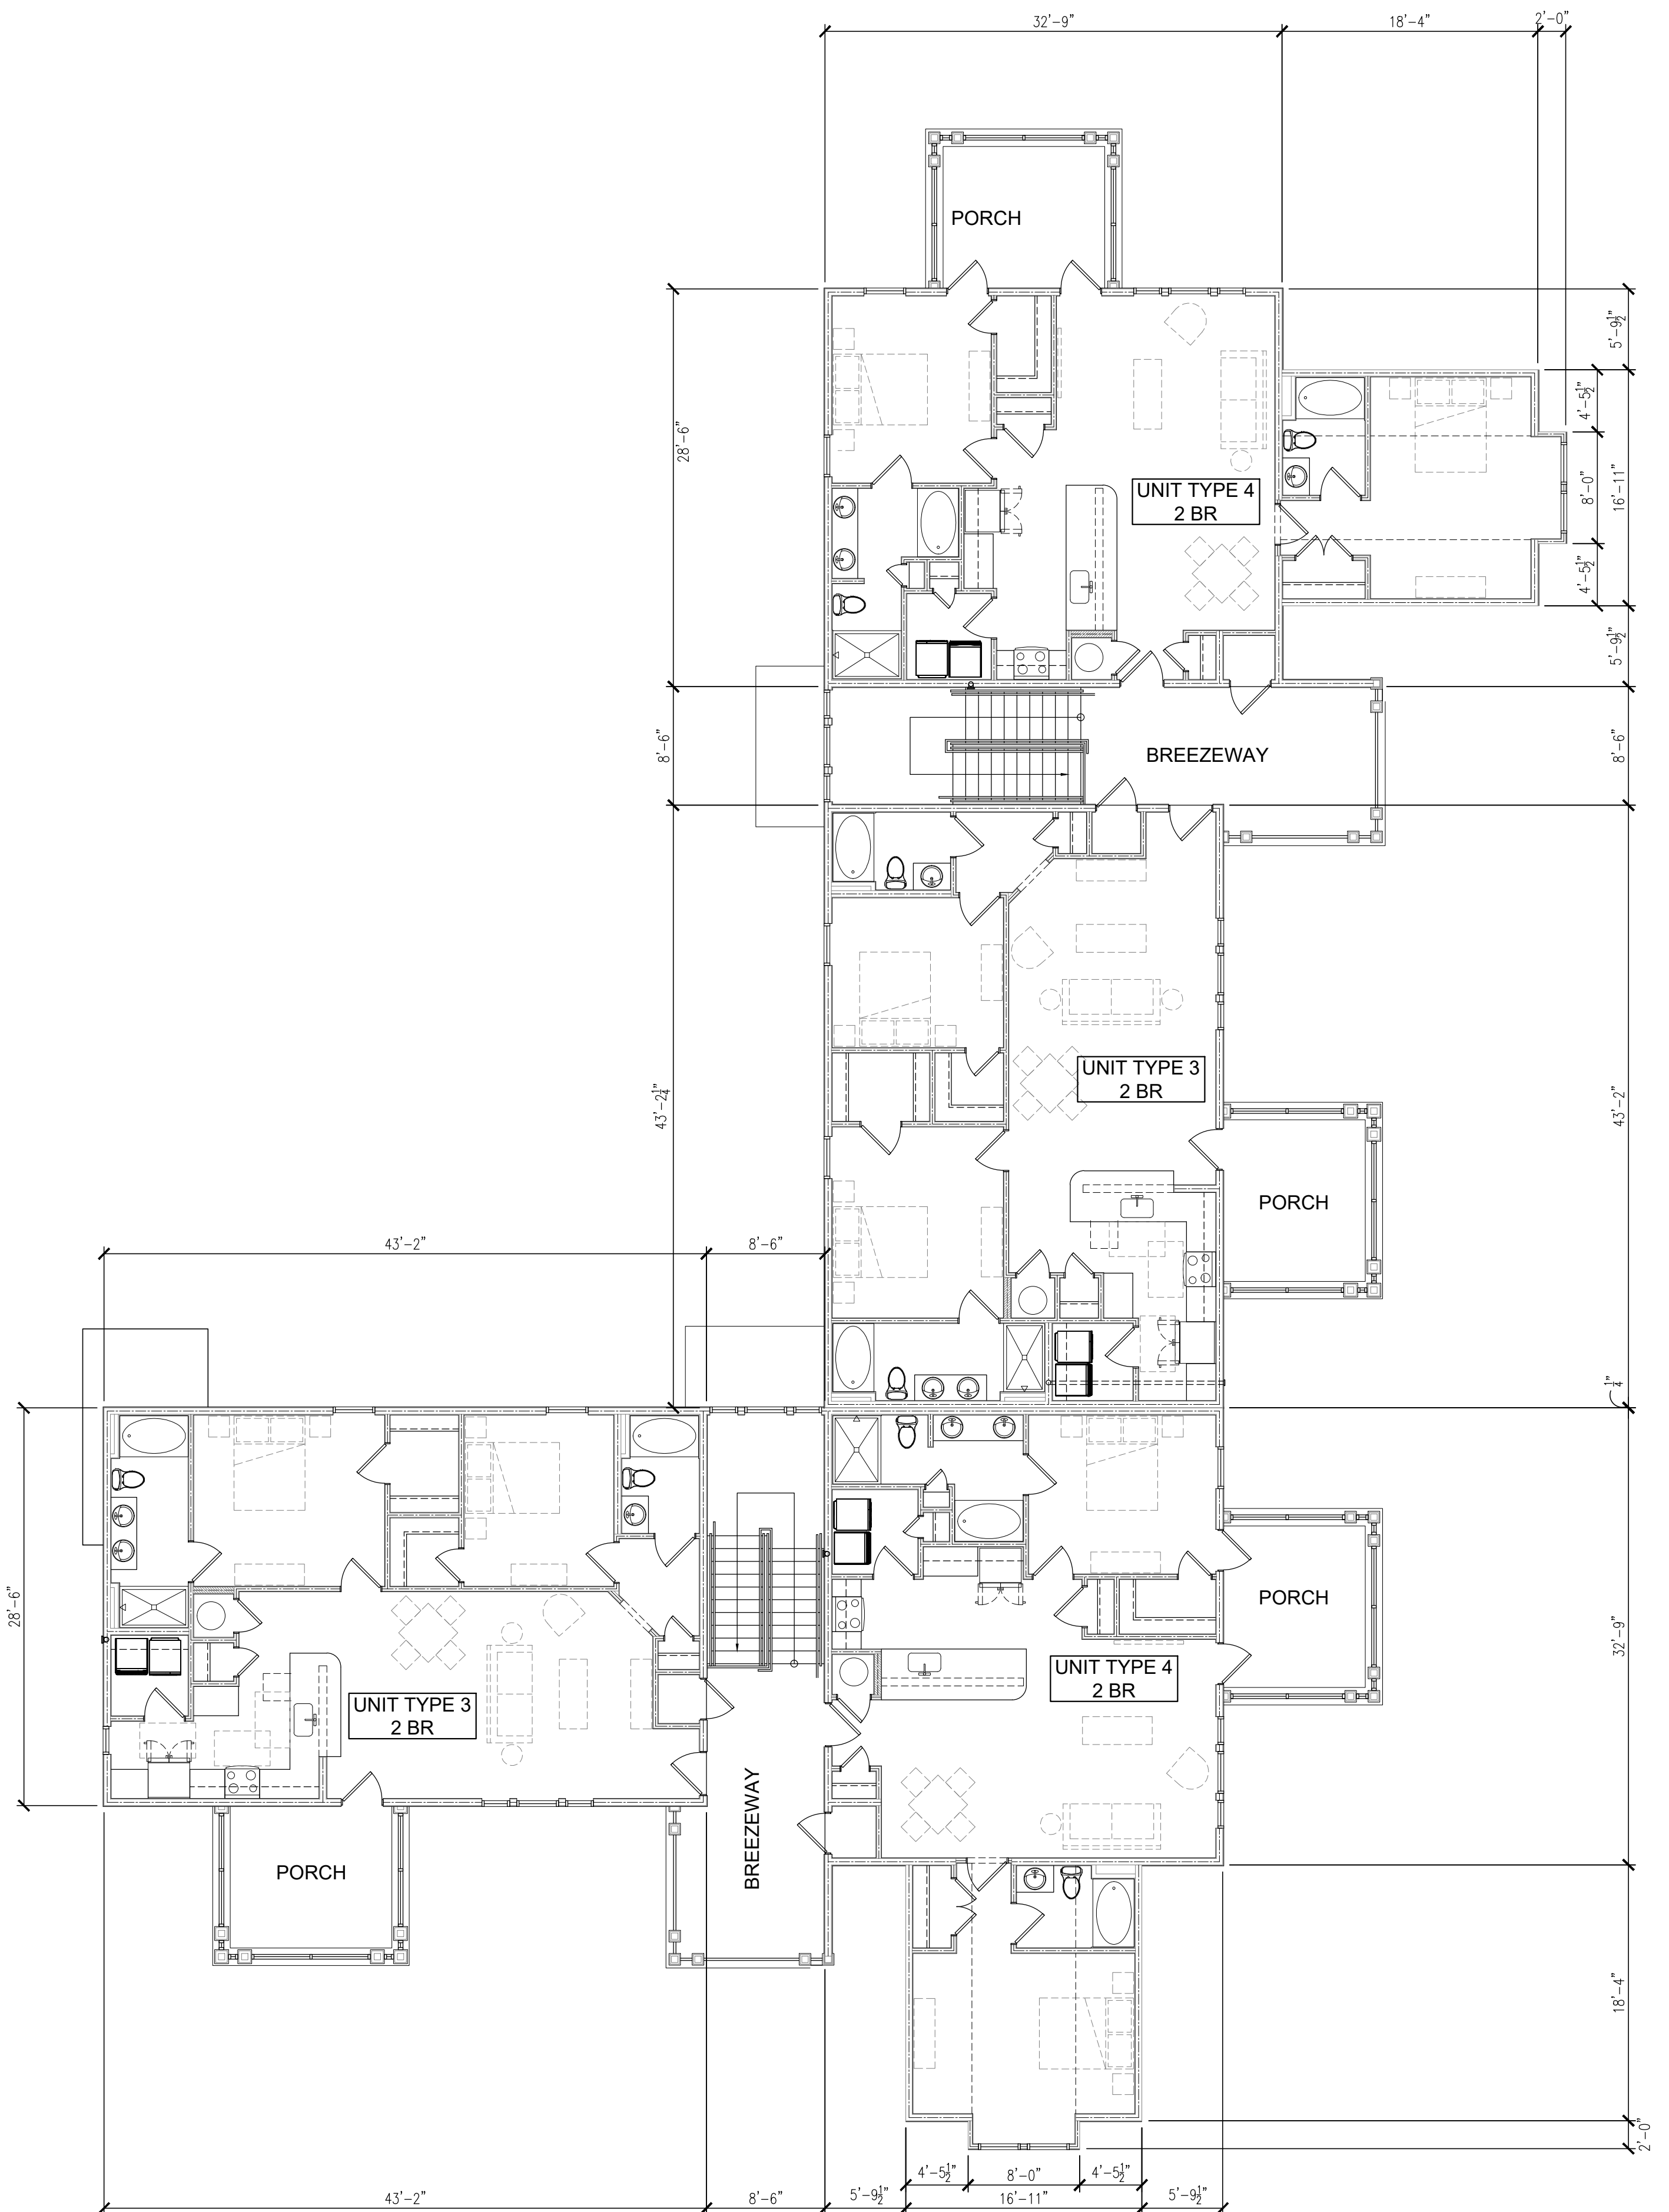 32'-9"
18'-4"
2'-0"
PORCH
28'-6"
5'-9½"
4'-5½"
8'-0"
16'-11"
4'-5½"
5'-9½"
UNIT TYPE 4
2 BR
8'-6"
BREEZEWAY
8'-6"
43'-2¼"
UNIT TYPE 3
2 BR
43'-2"
PORCH
43'-2"
8'-6"
¼"
28'-6"
PORCH
32'-9"
UNIT TYPE 4
2 BR
UNIT TYPE 3
2 BR
BREEZEWAY
PORCH
18'-4"
2'-0"
4'-5½"
8'-0"
4'-5½"
43'-2"
8'-6"
5'-9½"
16'-11"
5'-9½"